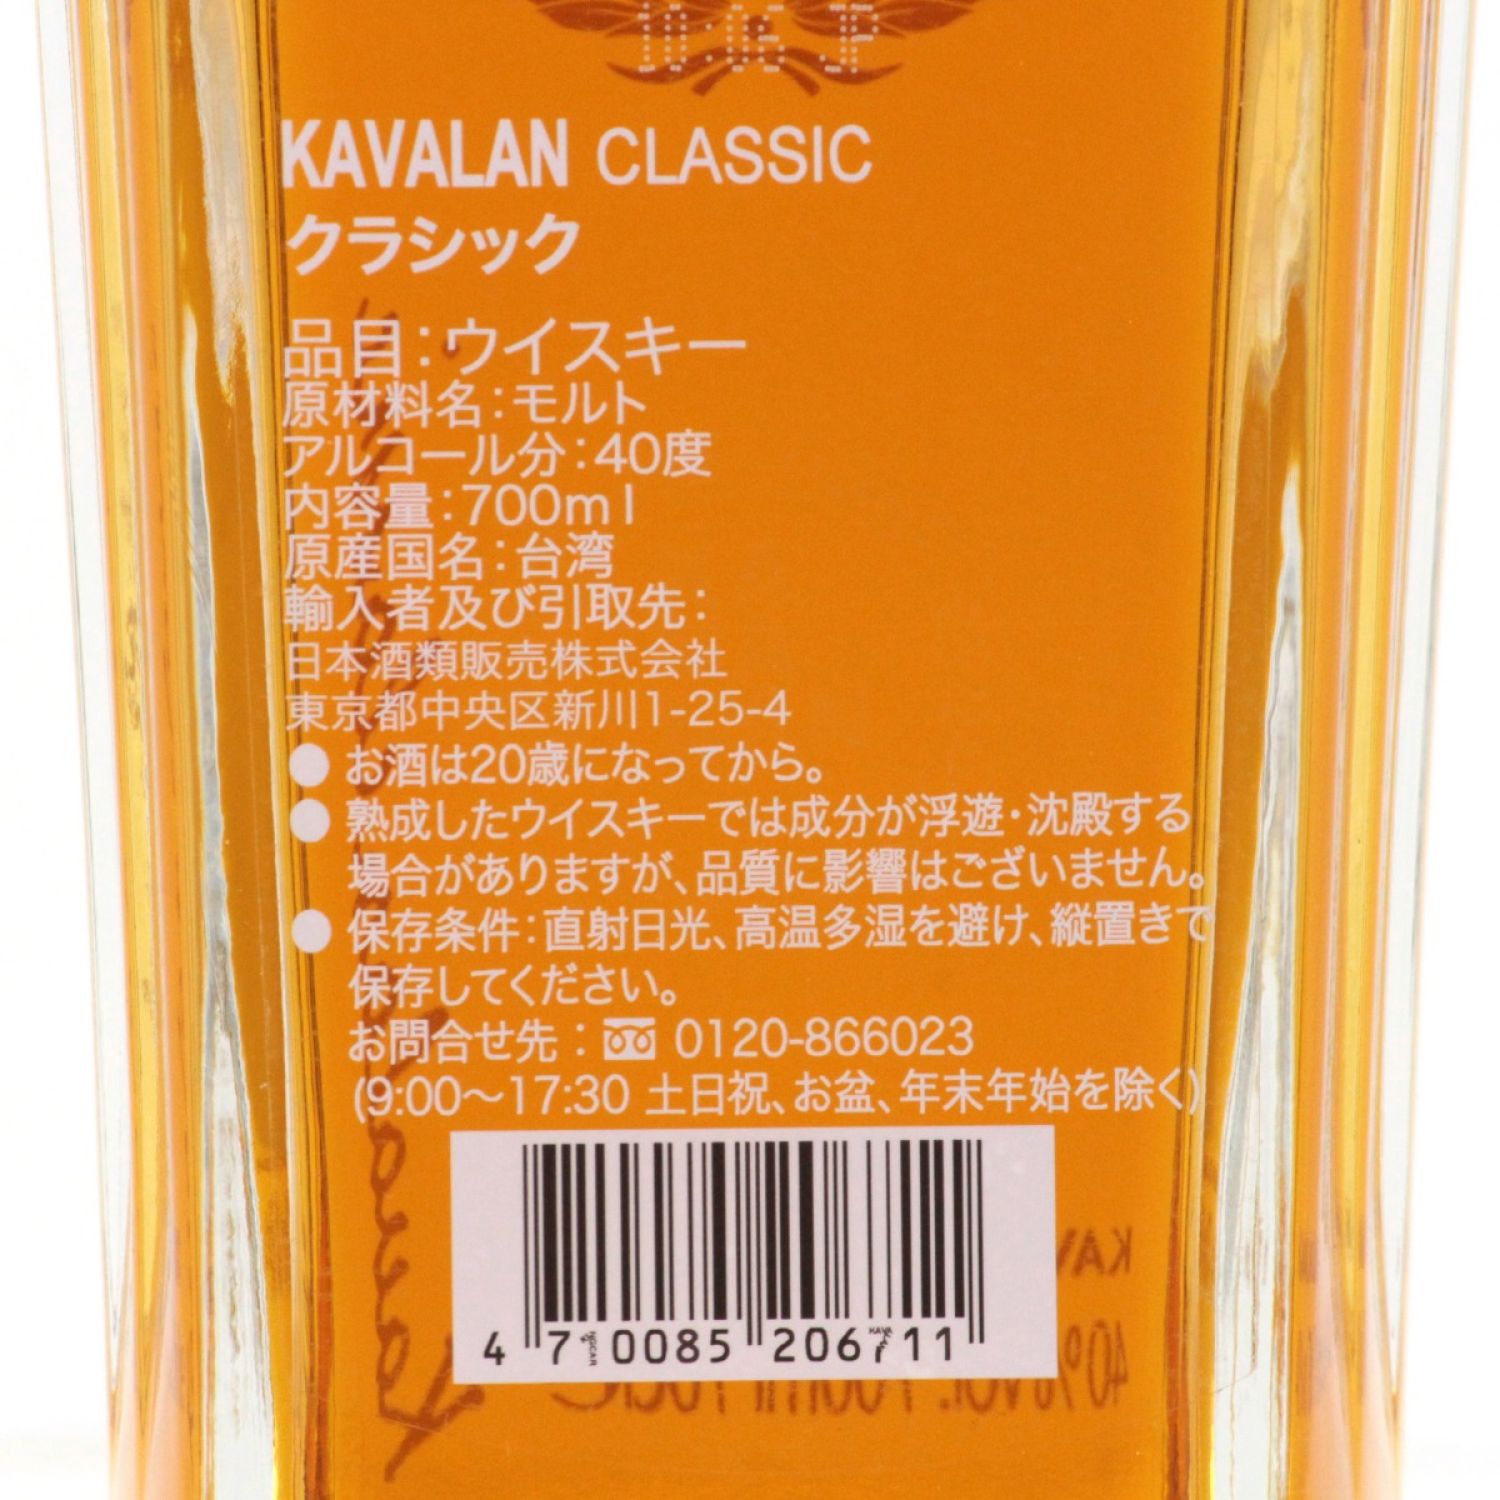 10:06 JP
KAVALAN CLASSIC
クラシック
品目：ウイスキー
原材料名：モルト
アルコール分：40度
内容量：700ml
原産国名：台湾
輸入者及び引取先：
日本酒類販売株式会社
東京都中央区新川1-25-4
● お酒は20歳になってから。
● 熟成したウイスキーでは成分が浮遊・沈殿する
場合がありますが、品質に影響はございません。
● 保存条件：直射日光、高温多湿を避け、縦置きで
保存してください。
お問合せ先： 0120-866023
(9:00～17:30 土日祝、お盆、年末年始を除く)
4 710085 206711
KAV
40%vol. 700ml